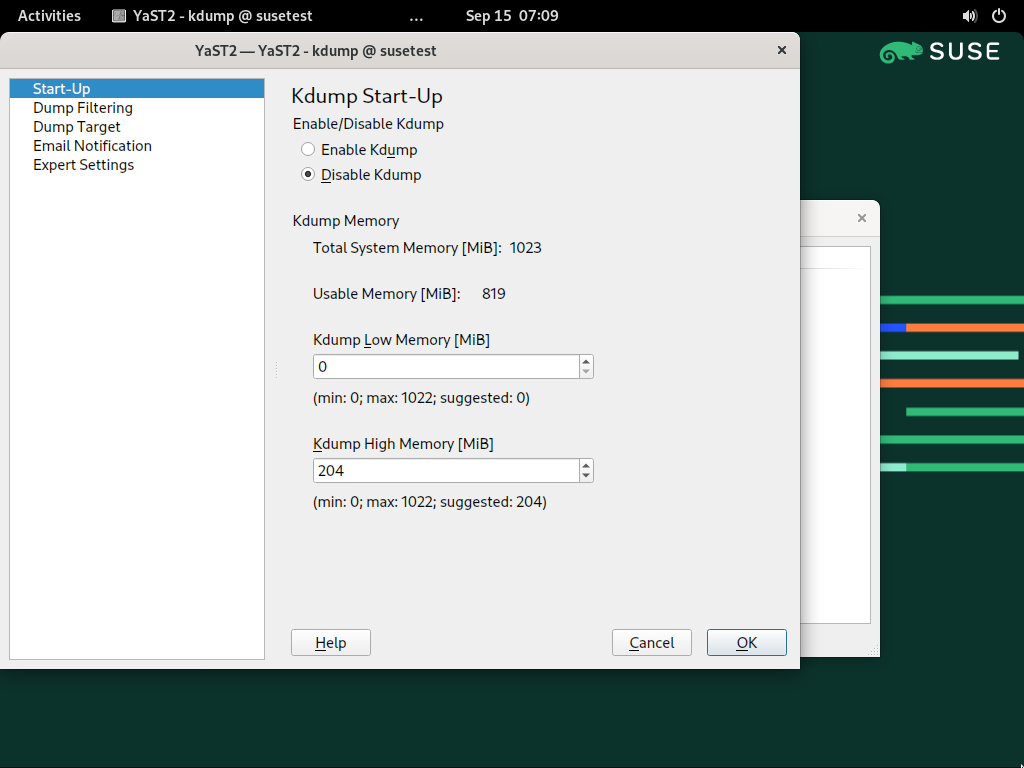 Activities YaST2 - kdump @ susetest ... Sep 15 07:09
YaST2 — YaST2 - kdump @ susetest
SUSE
Start-Up
Dump Filtering
Dump Target
Email Notification
Expert Settings
Kdump Start-Up
Enable/Disable Kdump
Enable Kdump
Disable Kdump
Kdump Memory
Total System Memory [MiB]: 1023
Usable Memory [MiB]: 819
Kdump Low Memory [MiB]
0
(min: 0; max: 1022; suggested: 0)
Kdump High Memory [MiB]
204
(min: 0; max: 1022; suggested: 204)
Help Cancel OK